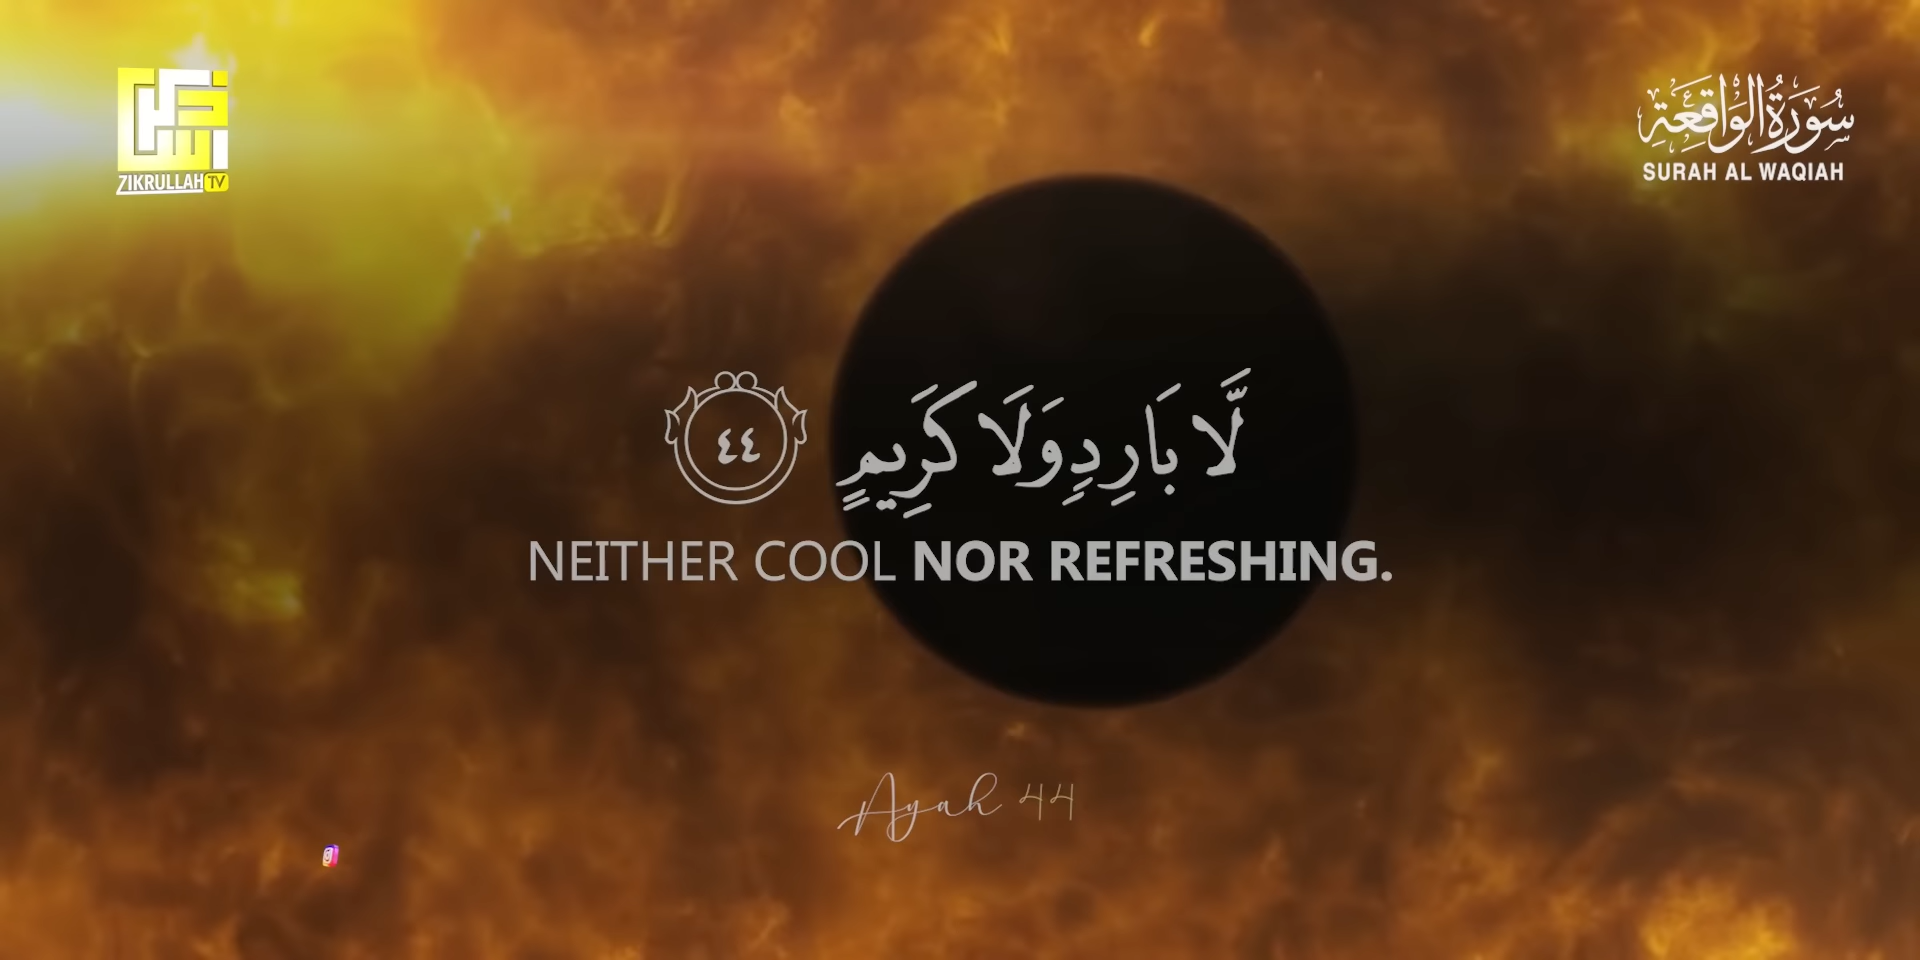 ZIKRULLAH TV
سُورَةُ الوَاقِعَةِ
SURAH AL WAQIAH
لَّا بَارِدٍ وَلَا كَرِيمٍ ٤٤
NEITHER COOL NOR REFRESHING.
Ayah 44